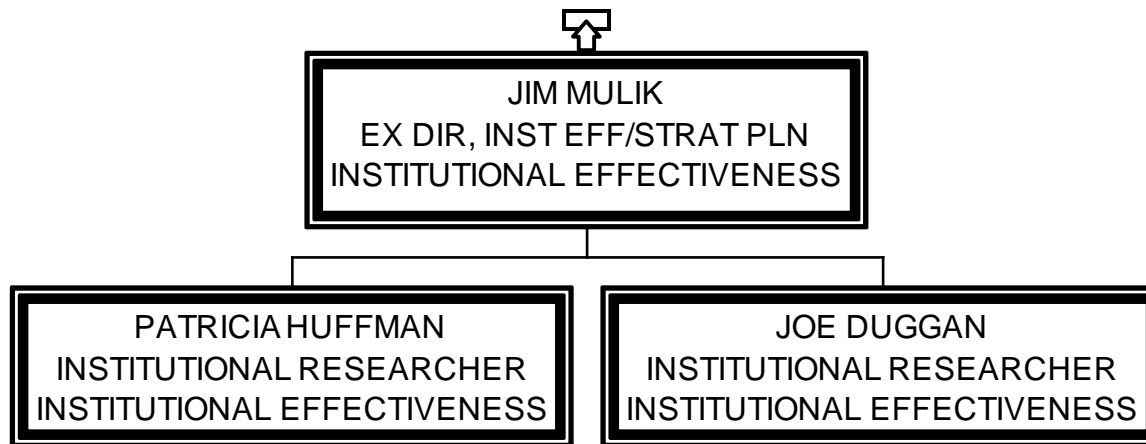 JIM MULIK
EX DIR, INST EFF/STRAT PLN
INSTITUTIONAL EFFECTIVENESS
PATRICIA HUFFMAN
INSTITUTIONAL RESEARCHER
INSTITUTIONAL EFFECTIVENESS
JOE DUGGAN
INSTITUTIONAL RESEARCHER
INSTITUTIONAL EFFECTIVENESS